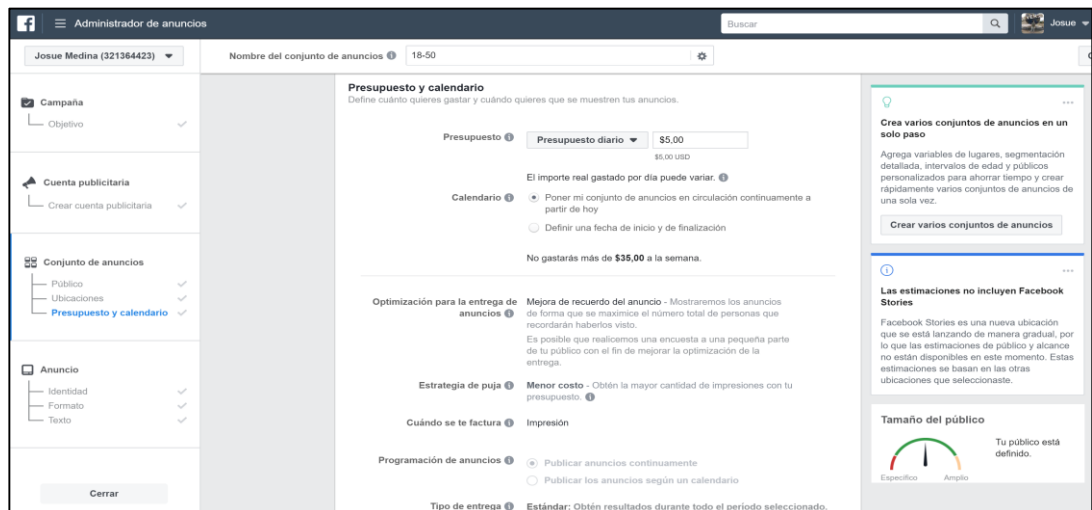 Administrador de anuncios
Buscar
Josue
Josue Medina (321364423)
Nombre del conjunto de anuncios
18-50
Campaña
Objetivo
Cuenta publicitaria
Crear cuenta publicitaria
Conjunto de anuncios
Público
Ubicaciones
Presupuesto y calendario
Anuncio
Identidad
Formato
Texto
Cerrar
Presupuesto y calendario
Define cuánto quieres gastar y cuándo quieres que se muestren tus anuncios.
Presupuesto
Presupuesto diario
$5,00
$5,00 USD
El importe real gastado por día puede variar.
Calendario
Poner mi conjunto de anuncios en circulación continuamente a
partir de hoy
Definir una fecha de inicio y de finalización
No gastarás más de $35,00 a la semana.
Optimización para la entrega de
anuncios
Mejora de recuerdo del anuncio - Mostraremos los anuncios
de forma que se maximice el número total de personas que
recordarán haberlos visto.
Es posible que realicemos una encuesta a una pequeña parte
de tu público con el fin de mejorar la optimización de la
entrega.
Estrategia de puja
Menor costo - Obtén la mayor cantidad de impresiones con tu
presupuesto.
Cuándo se te factura
Impresión
Programación de anuncios
Publicar anuncios continuamente
Publicar los anuncios según un calendario
Tipo de entrega
Estándar: Obtén resultados durante todo el período seleccionado.
Crea varios conjuntos de anuncios en un
solo paso
Agrega variables de lugares, segmentación
detallada, intervalos de edad y públicos
personalizados para ahorrar tiempo y crear
rápidamente varios conjuntos de anuncios de
una sola vez.
Crear varios conjuntos de anuncios
Las estimaciones no incluyen Facebook
Stories
Facebook Stories es una nueva ubicación
que se está lanzando de manera gradual, por
lo que las estimaciones de público y alcance
no están disponibles en este momento. Estas
estimaciones se basan en las otras
ubicaciones que seleccionaste.
Tamaño del público
Tu público está
definido.
Específico
Amplio